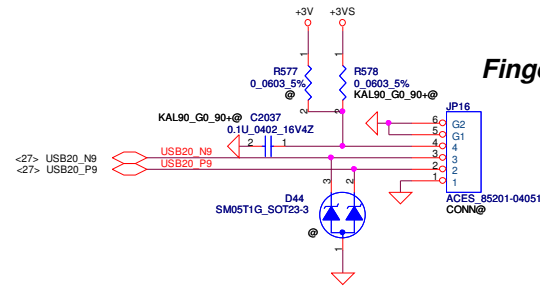 +3V
+3VS
R577
0_0603_5%
@
R578
0_0603_5%
KAL90_G0_90+@
Finge
1
1
2
2
KAL90_G0_90+@
C2037
0.1U_0402_16V4Z
2
1
JP16
6
G2
5
G1
4
4
3
3
2
2
1
1
ACES_85201-04051
CONN@
<27> USB20_N9
USB20_N9
<27> USB20_P9
USB20_P9
3
2
D44
SM05T1G_SOT23-3
@
1